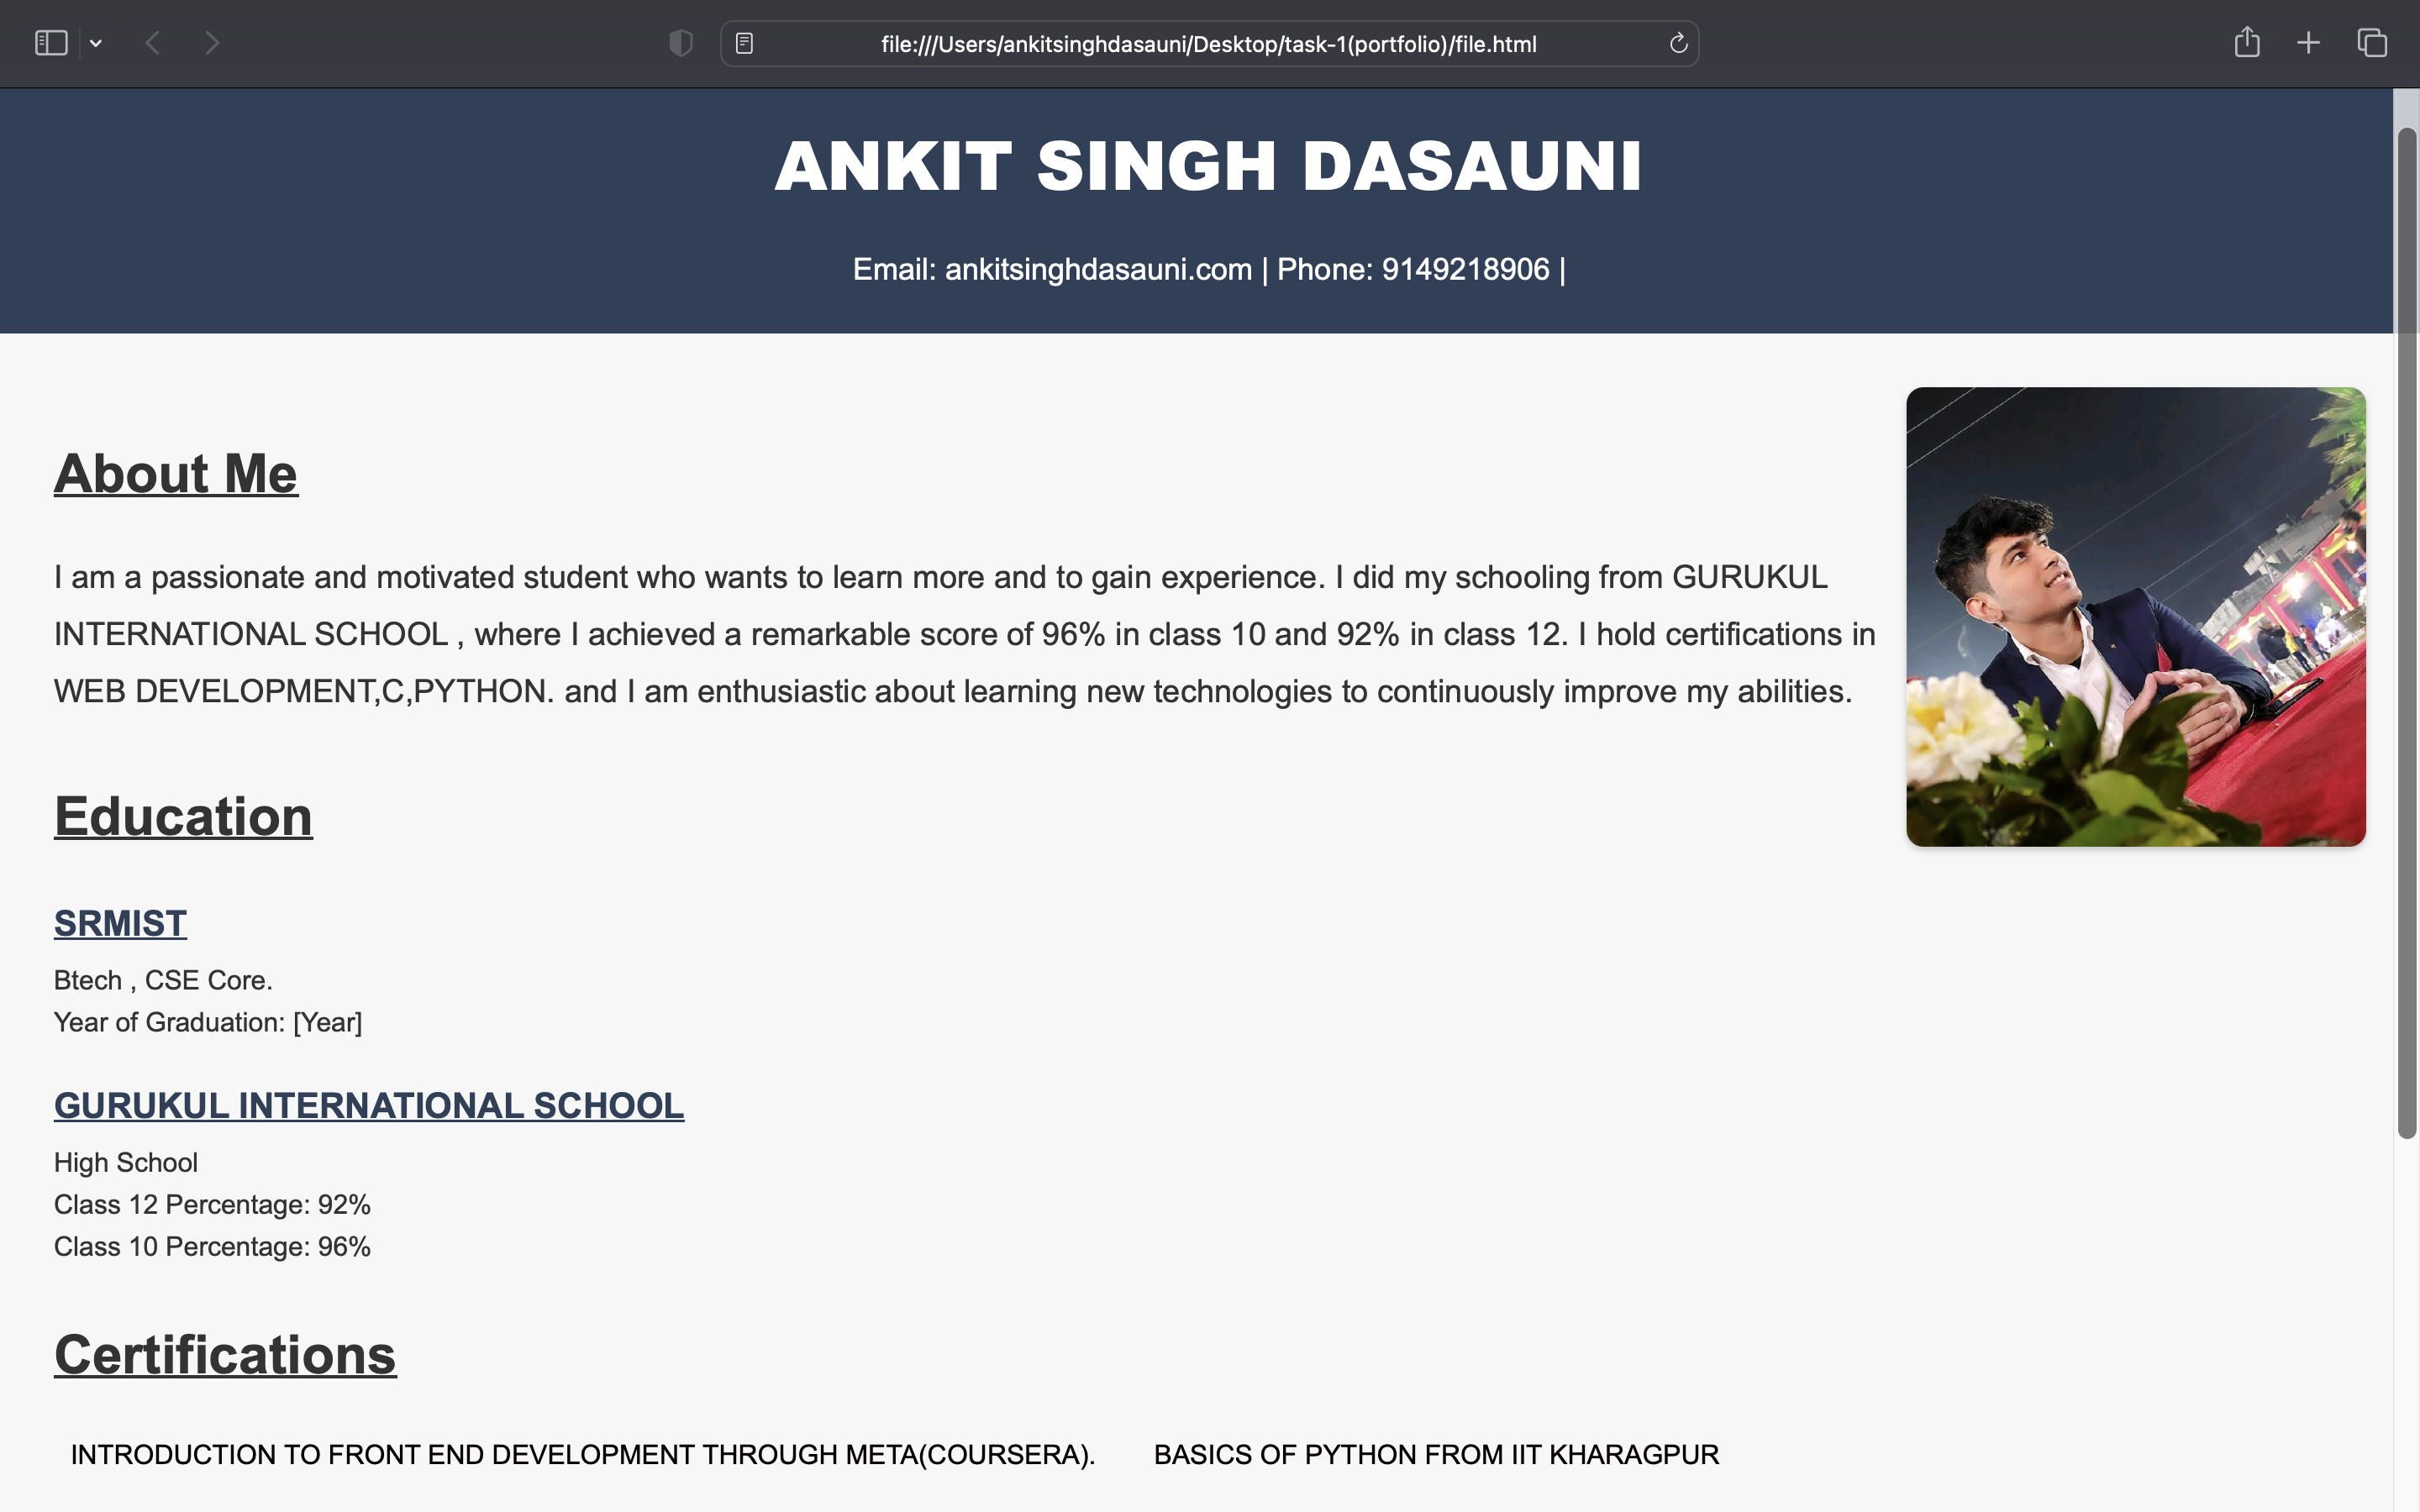 file:///Users/ankitsinghdasauni/Desktop/task-1(portfolio)/file.html
ANKIT SINGH DASAUNI
Email: ankitsinghdasauni.com | Phone: 9149218906 |
About Me
I am a passionate and motivated student who wants to learn more and to gain experience. I did my schooling from GURUKUL
INTERNATIONAL SCHOOL , where I achieved a remarkable score of 96% in class 10 and 92% in class 12. I hold certifications in
WEB DEVELOPMENT,C,PYTHON. and I am enthusiastic about learning new technologies to continuously improve my abilities.
Education
SRMIST
Btech , CSE Core.
Year of Graduation: [Year]
GURUKUL INTERNATIONAL SCHOOL
High School
Class 12 Percentage: 92%
Class 10 Percentage: 96%
Certifications
INTRODUCTION TO FRONT END DEVELOPMENT THROUGH META(COURSERA). BASICS OF PYTHON FROM IIT KHARAGPUR